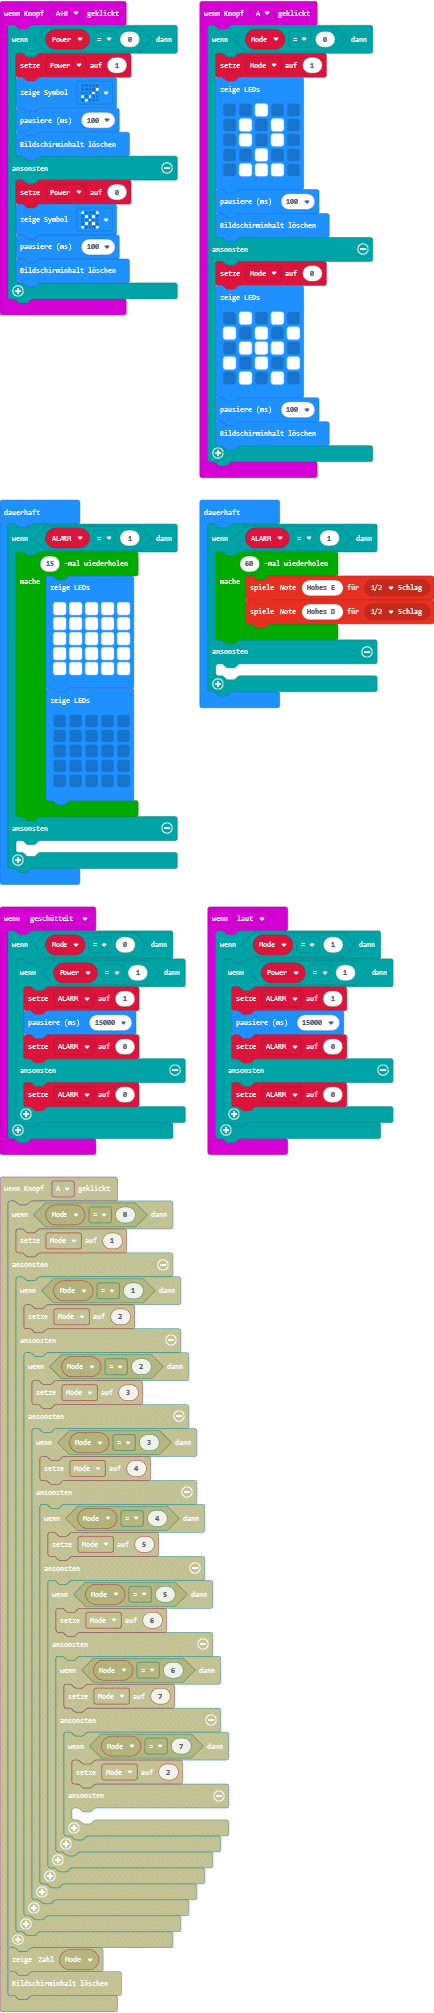 wenn Knopf A+B geklickt
wenn Power = 0 dann
setze Power auf 1
zeige Symbol
pausiere (ms) 100
Bildschirminhalt löschen
ansonsten
setze Power auf 0
zeige Symbol
pausiere (ms) 100
Bildschirminhalt löschen
wenn Knopf A geklickt
wenn Mode = 0 dann
setze Mode auf 1
zeige LEDs
pausiere (ms) 100
Bildschirminhalt löschen
ansonsten
setze Mode auf 0
zeige LEDs
pausiere (ms) 100
Bildschirminhalt löschen
dauerhaft
wenn ALARM = 1 dann
15 -mal wiederholen
mache
zeige LEDs
zeige LEDs
ansonsten
dauerhaft
wenn ALARM = 1 dann
60 -mal wiederholen
mache
spiele Note Hohes E für 1/2 Schlag
spiele Note Hohes D für 1/2 Schlag
ansonsten
wenn geschüttelt
wenn Mode = 0 dann
wenn Power = 1 dann
setze ALARM auf 1
pausiere (ms) 15000
setze ALARM auf 0
ansonsten
setze ALARM auf 0
wenn laut
wenn Mode = 1 dann
wenn Power = 1 dann
setze ALARM auf 1
pausiere (ms) 15000
setze ALARM auf 0
ansonsten
setze ALARM auf 0
wenn Knopf A geklickt
wenn Mode = 0 dann
setze Mode auf 1
ansonsten
wenn Mode = 1 dann
setze Mode auf 2
ansonsten
wenn Mode = 2 dann
setze Mode auf 3
ansonsten
wenn Mode = 3 dann
setze Mode auf 4
ansonsten
wenn Mode = 4 dann
setze Mode auf 5
ansonsten
wenn Mode = 5 dann
setze Mode auf 6
ansonsten
wenn Mode = 6 dann
setze Mode auf 7
ansonsten
wenn Mode = 7 dann
setze Mode auf 2
ansonsten
zeige Zahl Mode
Bildschirminhalt löschen